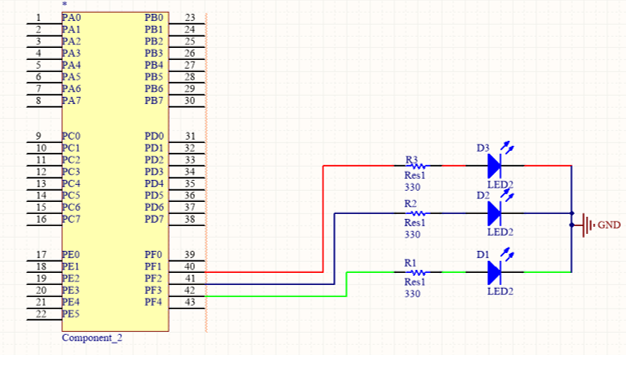 *
1 PA0 PB0 23
2 PA1 PB1 24
3 PA2 PB2 25
4 PA3 PB3 26
5 PA4 PB4 27
6 PA5 PB5 28
7 PA6 PB6 29
8 PA7 PB7 30
9 PC0 PD0 31
10 PC1 PD1 32
11 PC2 PD2 33
12 PC3 PD3 34
13 PC4 PD4 35
14 PC5 PD5 36
15 PC6 PD6 37
16 PC7 PD7 38
17 PE0 PF0 39
18 PE1 PF1 40
19 PE2 PF2 41
20 PE3 PF3 42
21 PE4 PF4 43
22 PE5
Component_2
R3
Res1
330
D3
LED2
R2
Res1
330
D2
LED2
R1
Res1
330
D1
LED2
GND